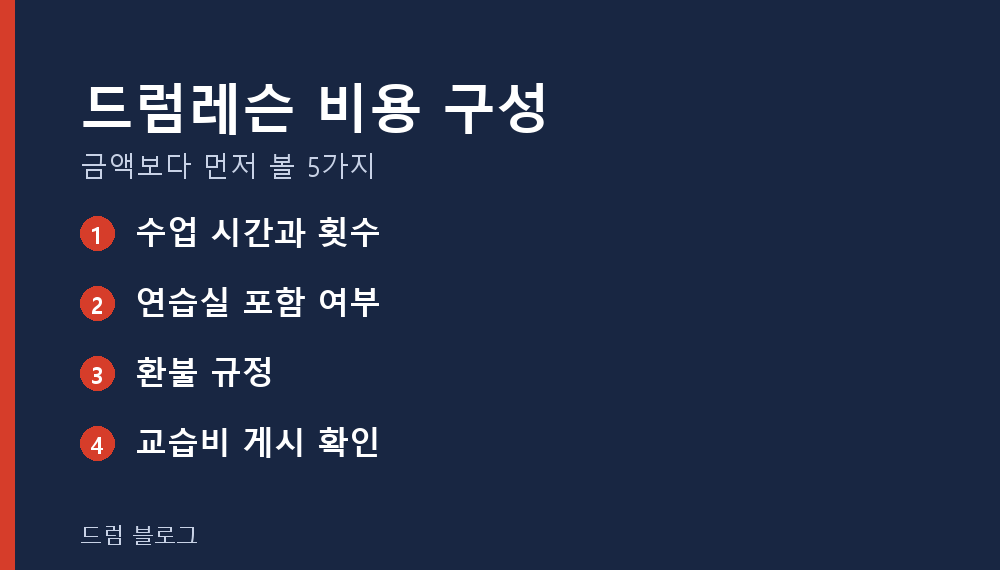 드럼레슨 비용 구성
금액보다 먼저 볼 5가지
1 수업 시간과 횟수
2 연습실 포함 여부
3 환불 규정
4 교습비 게시 확인
드럼 블로그